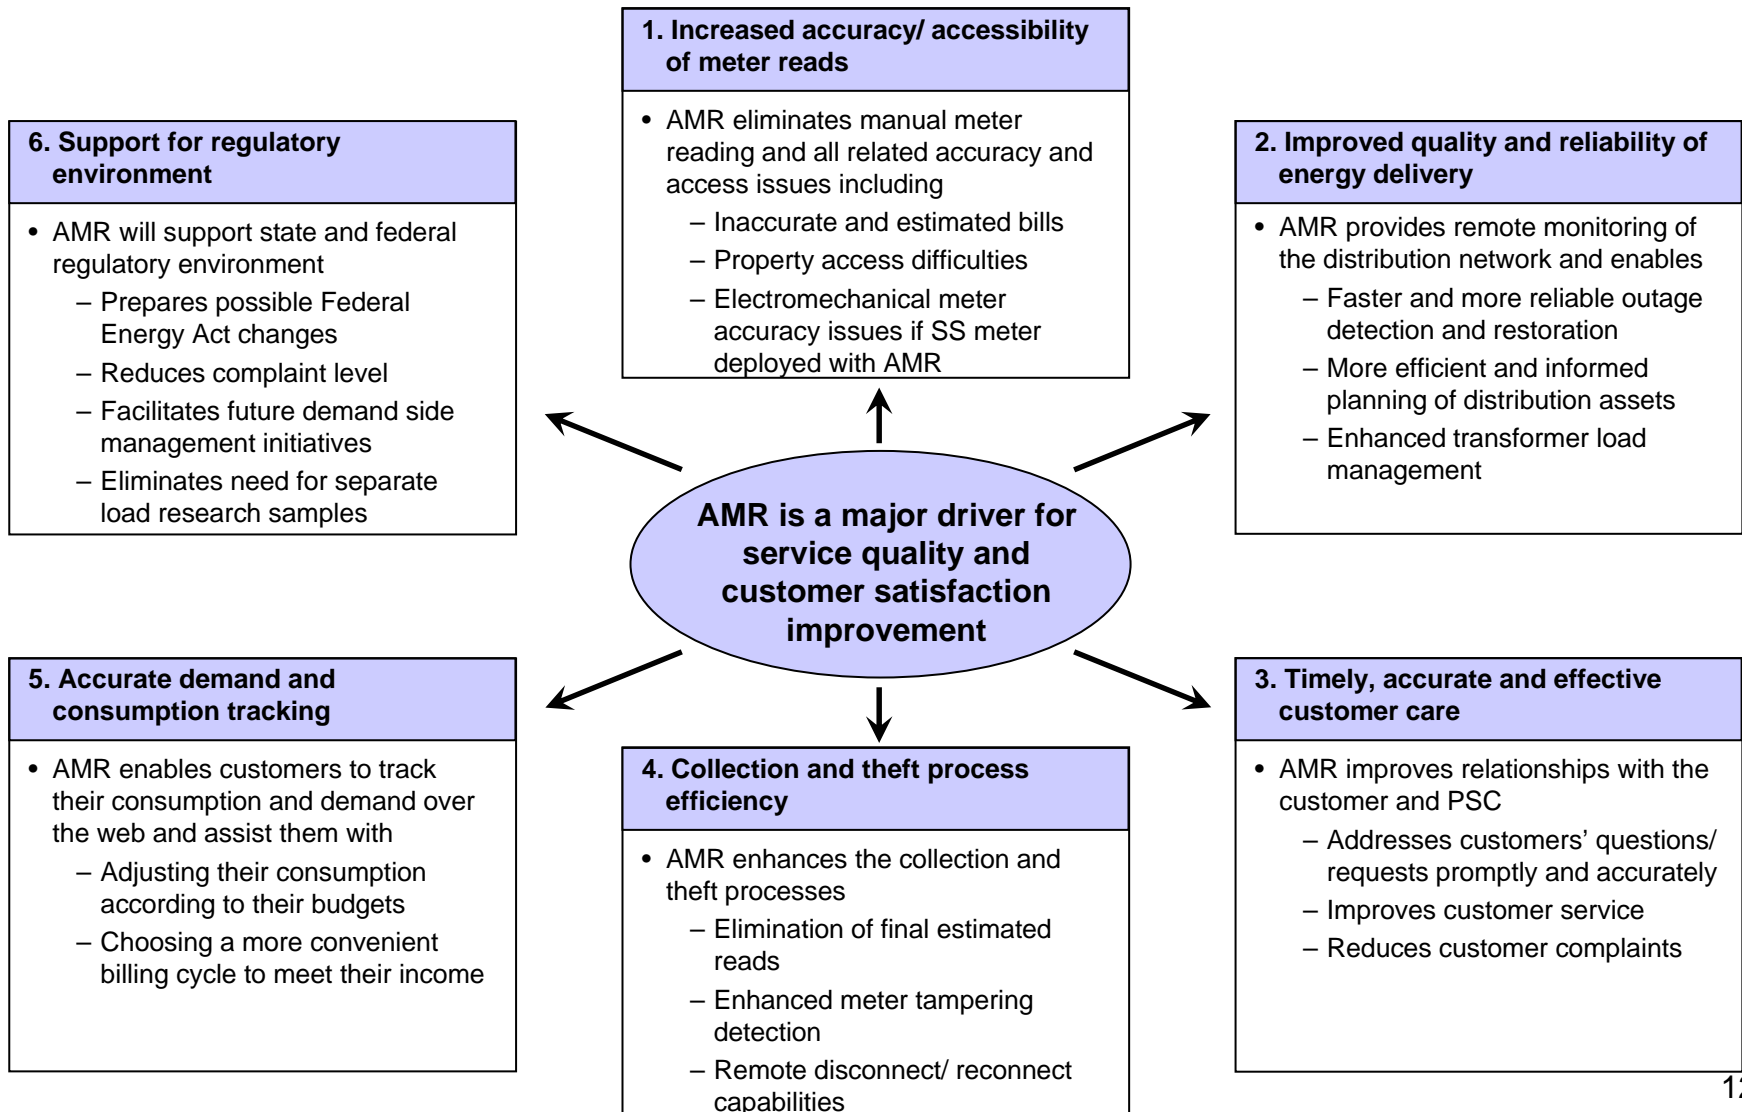 1. Increased accuracy/ accessibility
of meter reads
• AMR eliminates manual meter
reading and all related accuracy and
access issues including
– Inaccurate and estimated bills
– Property access difficulties
– Electromechanical meter
accuracy issues if SS meter
deployed with AMR
6. Support for regulatory
environment
• AMR will support state and federal
regulatory environment
– Prepares possible Federal
Energy Act changes
– Reduces complaint level
– Facilitates future demand side
management initiatives
– Eliminates need for separate
load research samples
2. Improved quality and reliability of
energy delivery
• AMR provides remote monitoring of
the distribution network and enables
– Faster and more reliable outage
detection and restoration
– More efficient and informed
planning of distribution assets
– Enhanced transformer load
management
AMR is a major driver for
service quality and
customer satisfaction
improvement
5. Accurate demand and
consumption tracking
• AMR enables customers to track
their consumption and demand over
the web and assist them with
– Adjusting their consumption
according to their budgets
– Choosing a more convenient
billing cycle to meet their income
4. Collection and theft process
efficiency
• AMR enhances the collection and
theft processes
– Elimination of final estimated
reads
– Enhanced meter tampering
detection
– Remote disconnect/ reconnect
capabilities
3. Timely, accurate and effective
customer care
• AMR improves relationships with the
customer and PSC
– Addresses customers’ questions/
requests promptly and accurately
– Improves customer service
– Reduces customer complaints